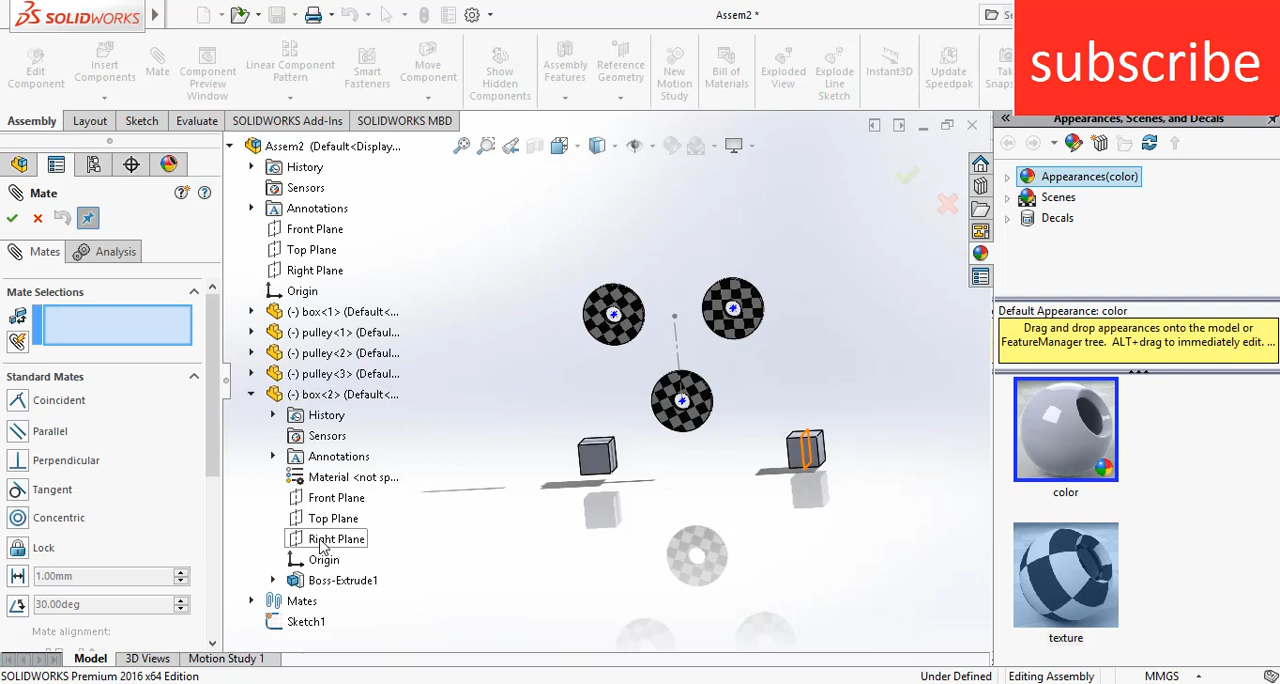 SOLIDWORKS
Assem2 *
subscribe
Edit Component
Insert Components
Mate
Component Preview Window
Linear Component Pattern
Smart Fasteners
Move Component
Show Hidden Components
Assembly Features
Reference Geometry
New Motion Study
Bill of Materials
Exploded View
Explode Line Sketch
Instant3D
Update Speedpak
Assembly
Layout
Sketch
Evaluate
SOLIDWORKS Add-Ins
SOLIDWORKS MBD
Mate
Mates
Analysis
Mate Selections
Standard Mates
Coincident
Parallel
Perpendicular
Tangent
Concentric
Lock
1.00mm
30.00deg
Mate alignment:
Assem2 (Default<Display...
History
Sensors
Annotations
Front Plane
Top Plane
Right Plane
Origin
(-) box<1> (Default<...
(-) pulley<1> (Defaul...
(-) pulley<2> (Defaul...
(-) pulley<3> (Defaul...
(-) box<2> (Default<...
History
Sensors
Annotations
Material <not sp...
Front Plane
Top Plane
Right Plane
Origin
Boss-Extrude1
Mates
Sketch1
Appearances, Scenes, and Decals
Appearances(color)
Scenes
Decals
Default Appearance: color
Drag and drop appearances onto the model or
FeatureManager tree. ALT+drag to immediately edit. ...
color
texture
Model
3D Views
Motion Study 1
SOLIDWORKS Premium 2016 x64 Edition
Under Defined
Editing Assembly
MMGS